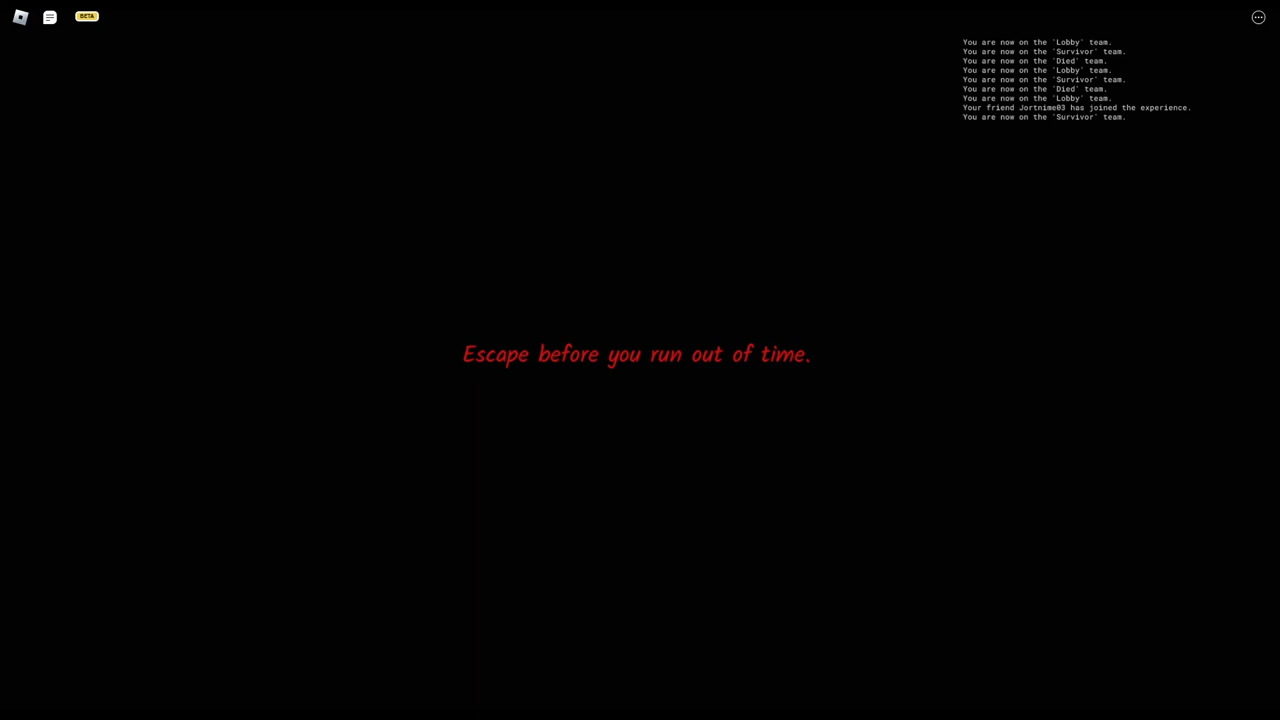 BETA
You are now on the 'Lobby' team.
You are now on the 'Survivor' team.
You are now on the 'Died' team.
You are now on the 'Lobby' team.
You are now on the 'Survivor' team.
You are now on the 'Died' team.
You are now on the 'Lobby' team.
Your friend Jortnime03 has joined the experience.
You are now on the 'Survivor' team.
Escape before you run out of time.